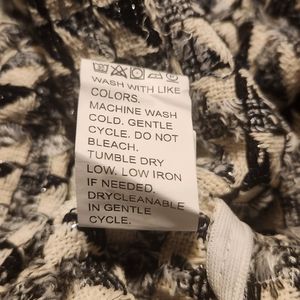 WASH WITH LIKE
COLORS.
MACHINE WASH
COLD. GENTLE
CYCLE. DO NOT
BLEACH.
TUMBLE DRY
LOW. LOW IRON
IF NEEDED.
DRYCLEANABLE
IN GENTLE
CYCLE.